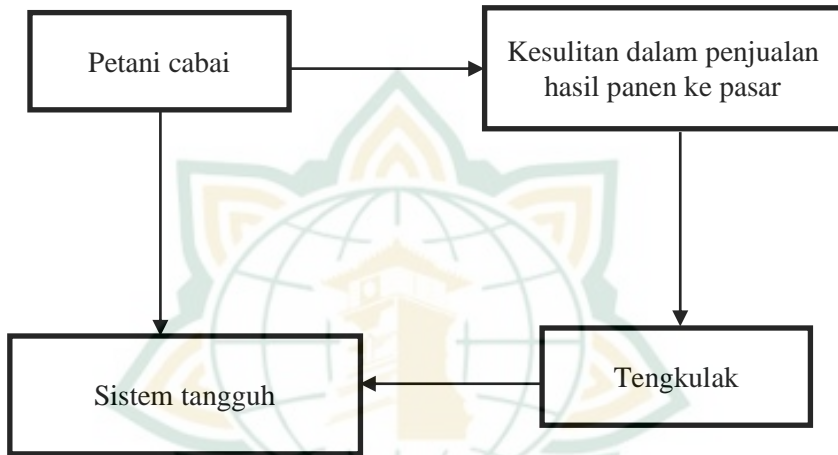 Petani cabai
Kesulitan dalam penjualan
hasil panen ke pasar
Sistem tangguh
Tengkulak